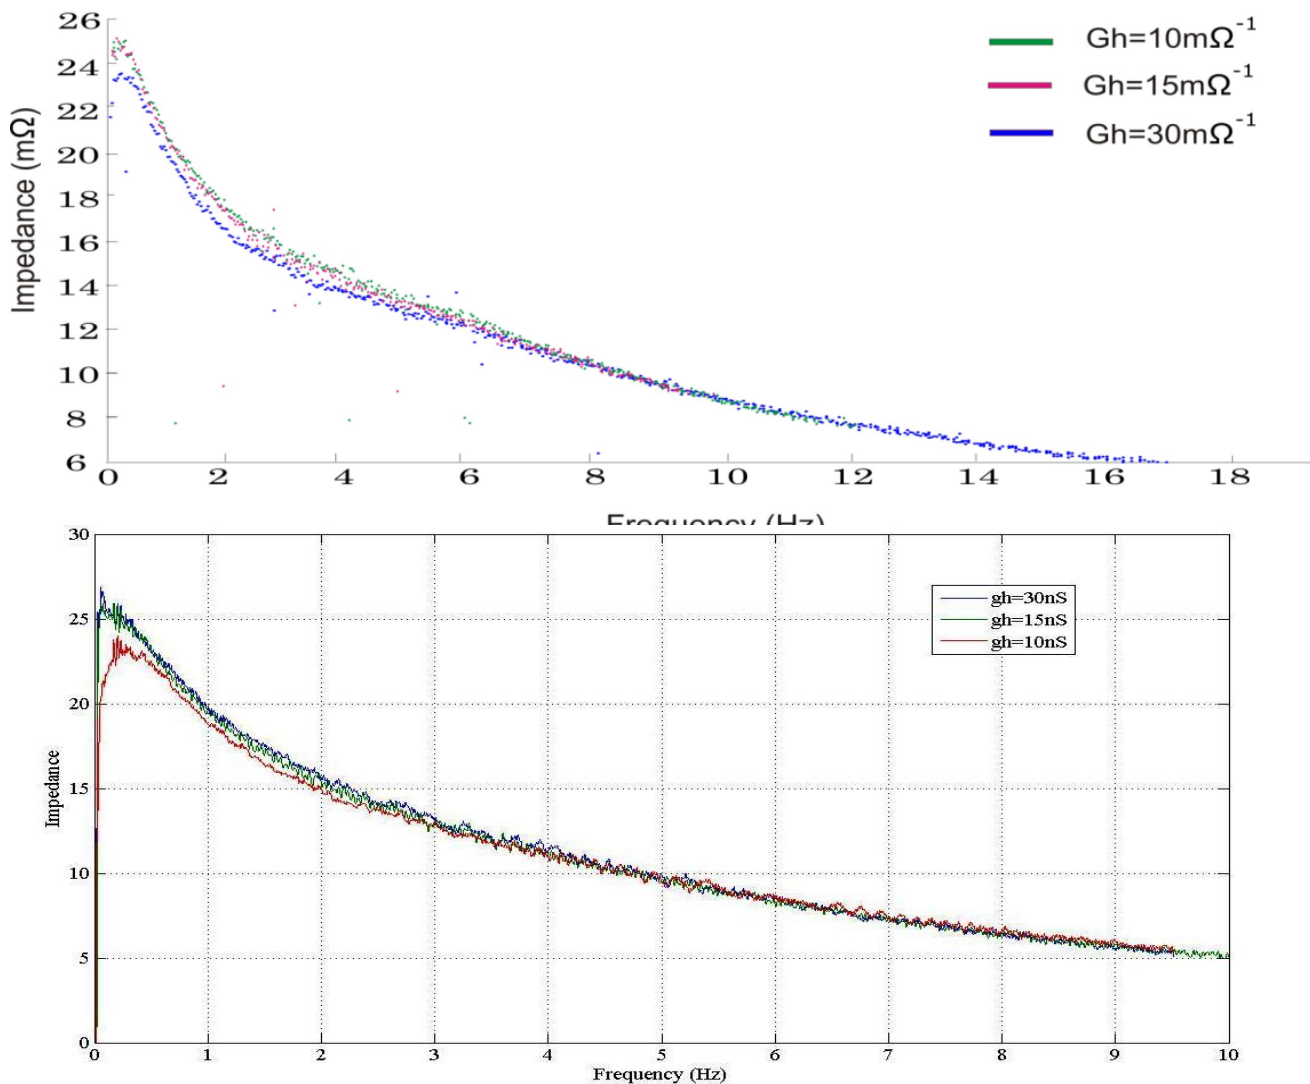 26
24
22
20
18
16
14
12
10
8
6
Impedance (mΩ)
Gh=10mΩ⁻¹
Gh=15mΩ⁻¹
Gh=30mΩ⁻¹
0 2 4 6 8 10 12 14 16 18
Frequency (Hz)
30
25
20
15
10
5
0
Impedance
gh=30nS
gh=15nS
gh=10nS
0 1 2 3 4 5 6 7 8 9 10
Frequency (Hz)